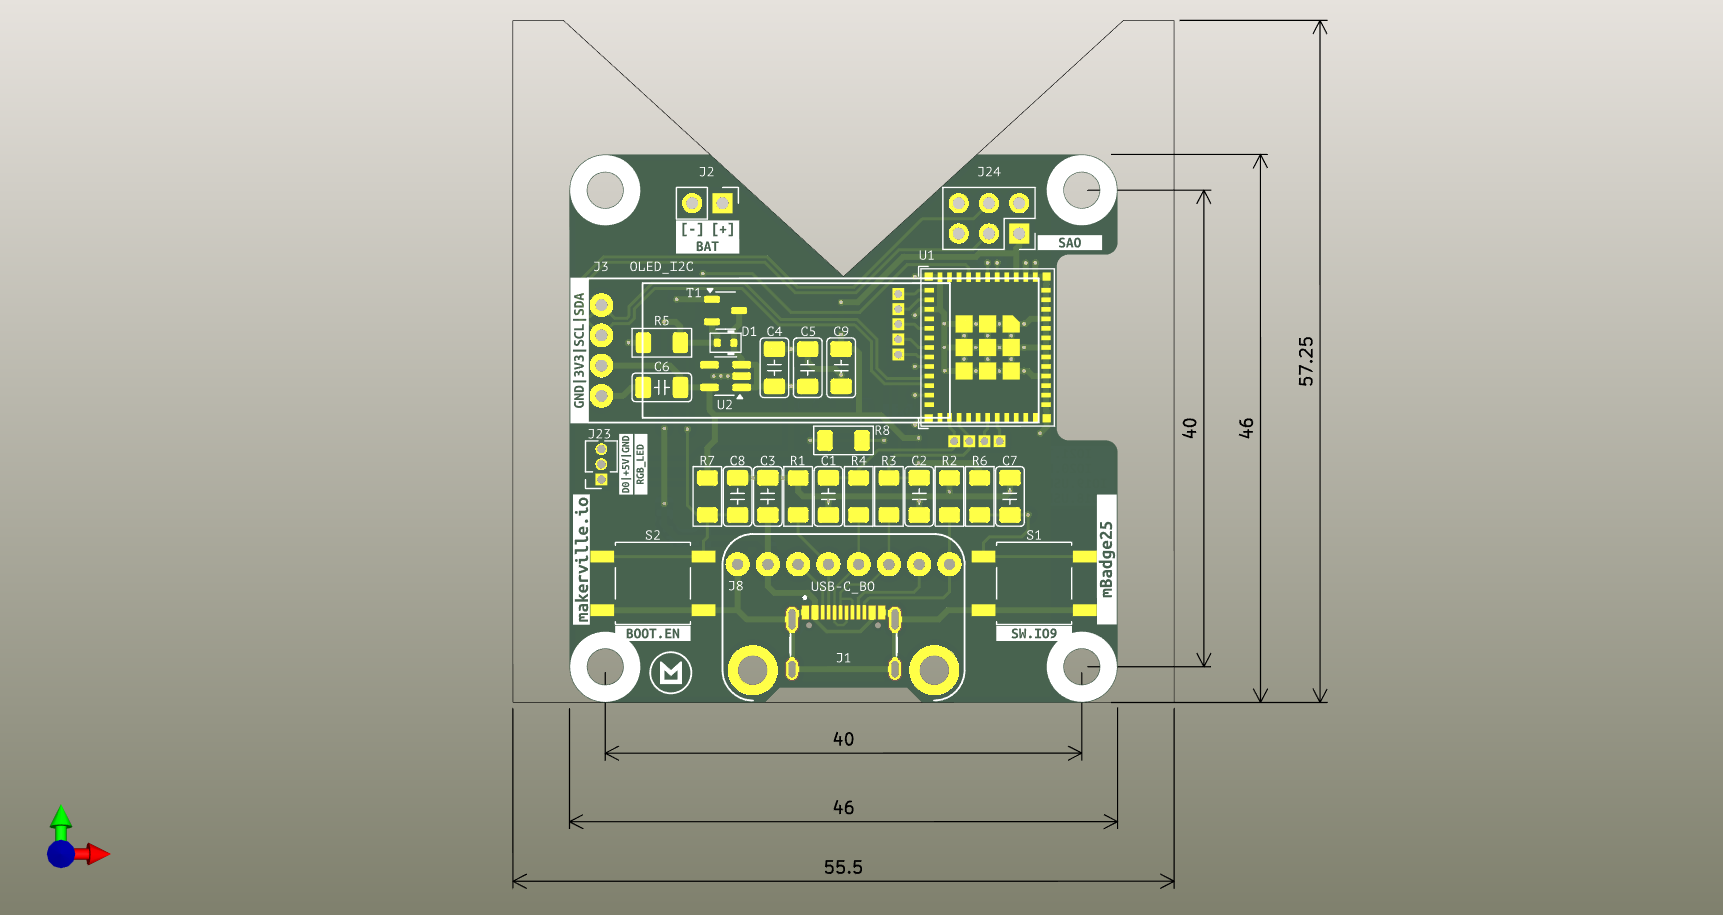 J2
J24
[-] [+]
BAT
SAO
U1
J3
OLED_I2C
T1
GND|3V3|SCL|SDA
R5
D1
C4
C5
C9
C6
U2
J23
R8
D0|+5V|GND
RGB_LED
R7
C8
C3
R1
C1
R4
R3
C2
R2
R6
C7
makerville.io
S2
S1
mBadge25
J8
USB-C_BO
BOOT.EN
SW.IO9
J1
M
57.25
40
46
40
46
55.5